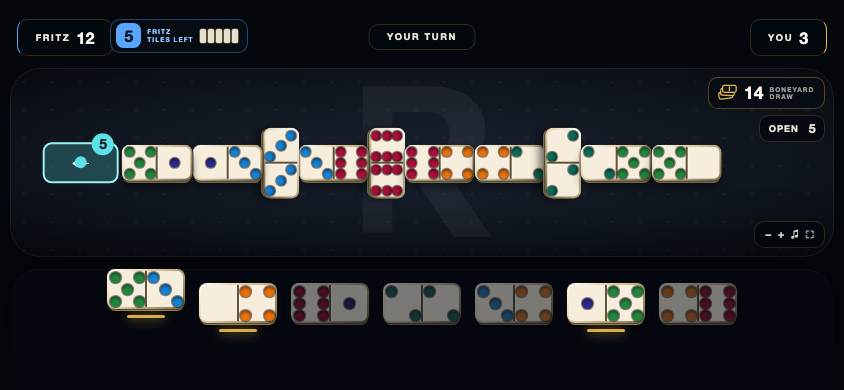 FRITZ 12
5 FRITZ
TILES LEFT
YOUR TURN
YOU 3
14 BONEYARD
DRAW
OPEN 5
5
R